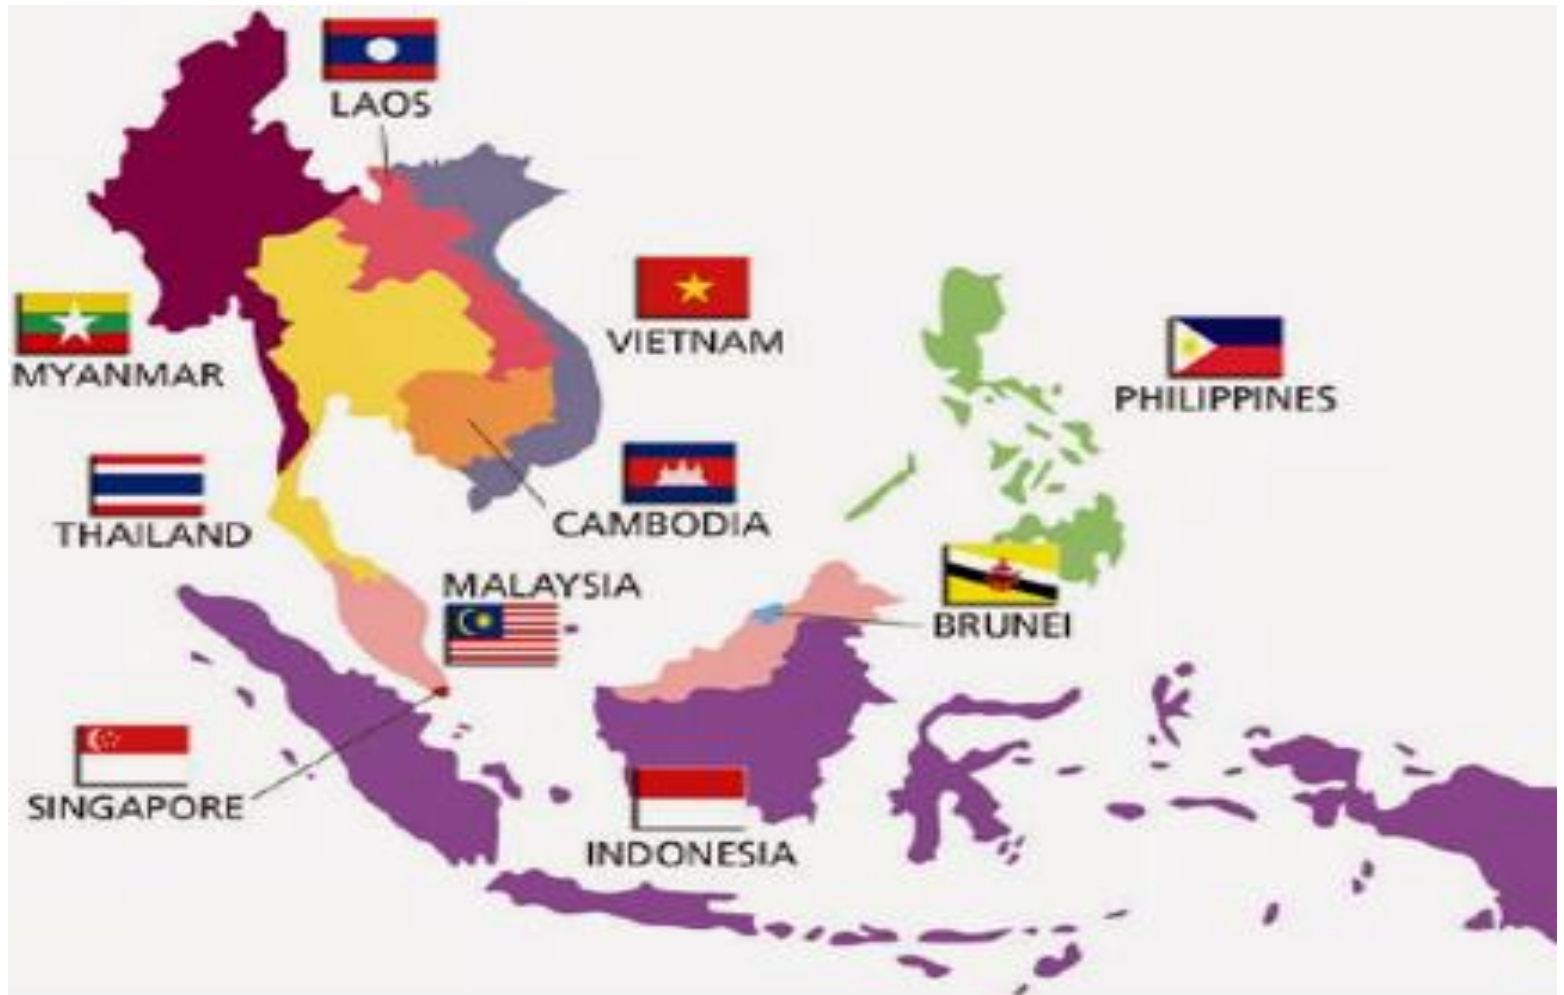 LAOS
VIETNAM
MYANMAR
PHILIPPINES
THAILAND
CAMBODIA
MALAYSIA
BRUNEI
SINGAPORE
INDONESIA